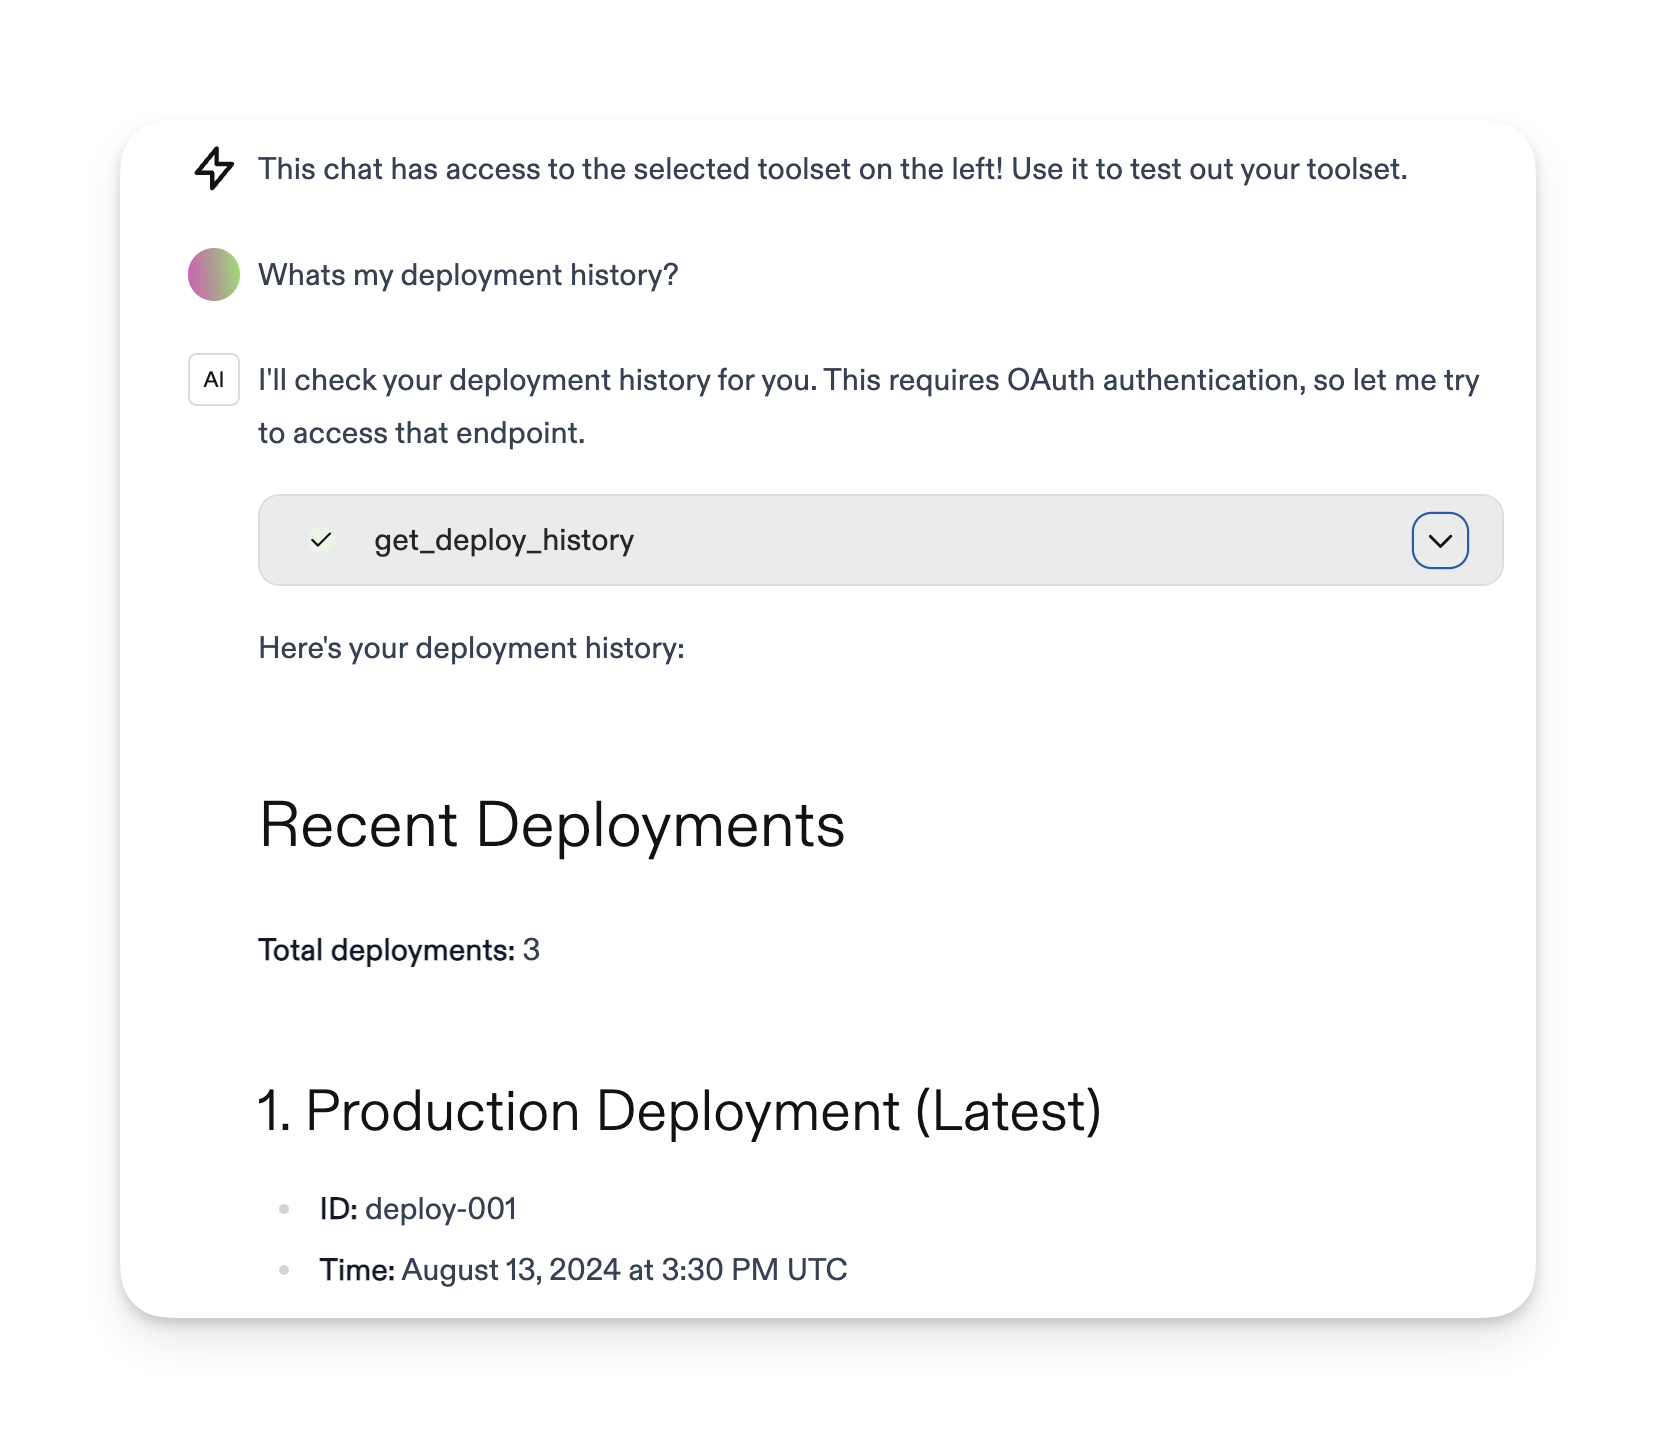 This chat has access to the selected toolset on the left! Use it to test out your toolset.
Whats my deployment history?
AI
I'll check your deployment history for you. This requires OAuth authentication, so let me try
to access that endpoint.
get_deploy_history
Here's your deployment history:
Recent Deployments
Total deployments: 3
1. Production Deployment (Latest)
ID: deploy-001
Time: August 13, 2024 at 3:30 PM UTC